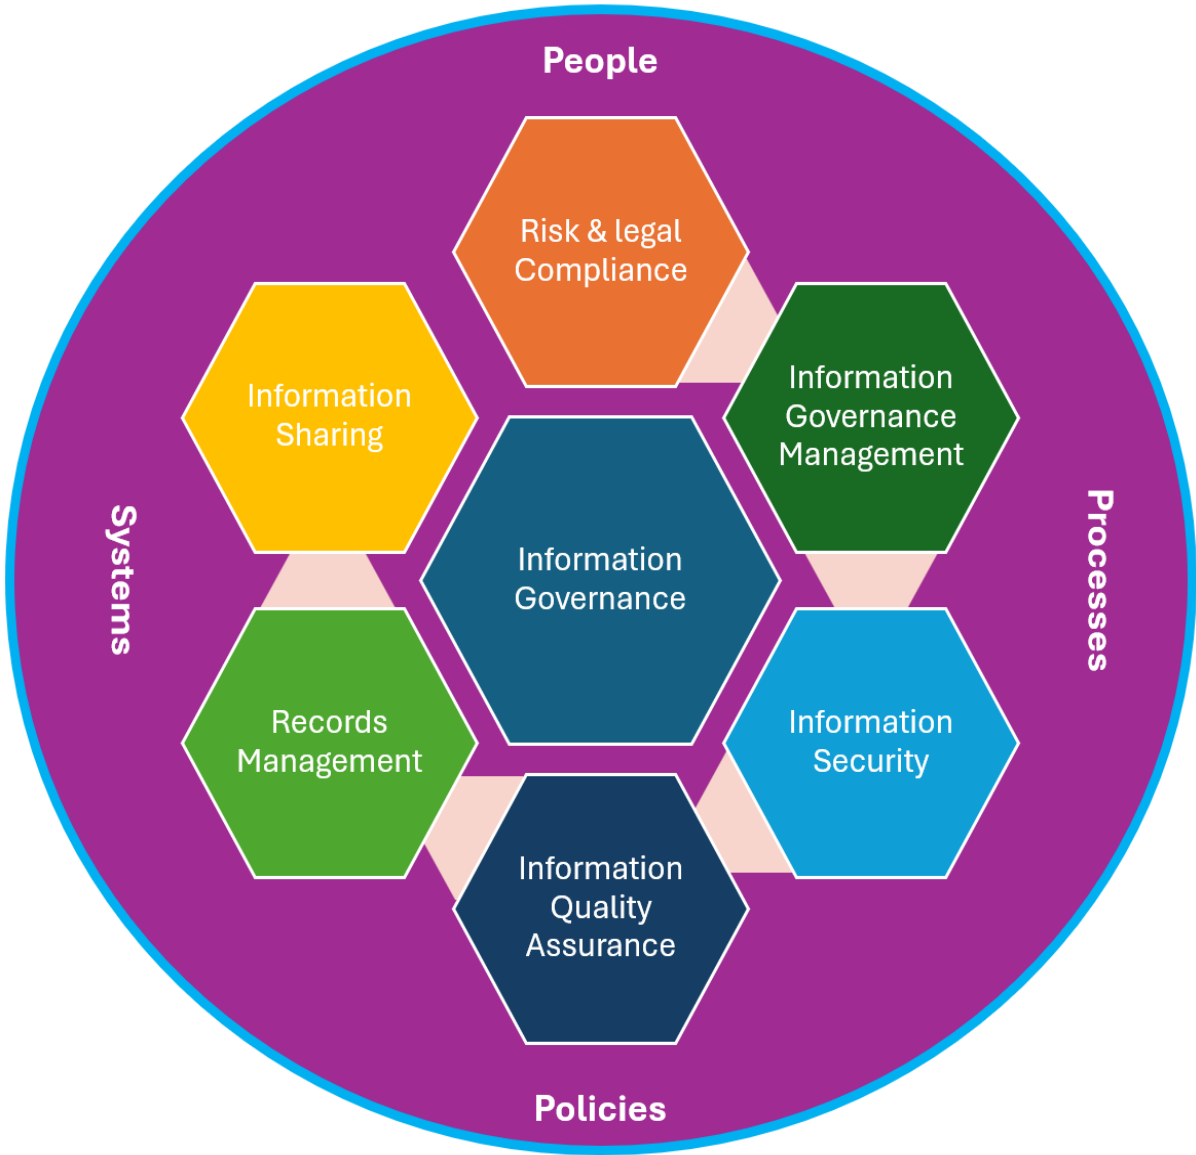 People
Risk & legal
Compliance
Information
Sharing
Information
Governance
Management
Information
Governance
Systems
Processes
Records
Management
Information
Security
Information
Quality
Assurance
Policies